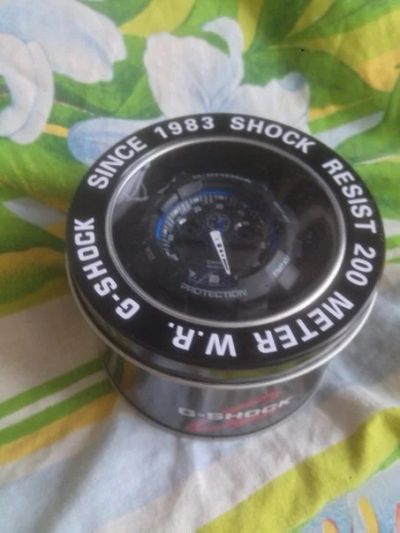 G-SHOCK SINCE 1983 SHOCK RESIST 200 METER W.R.
PROTECTION
G-SHOCK